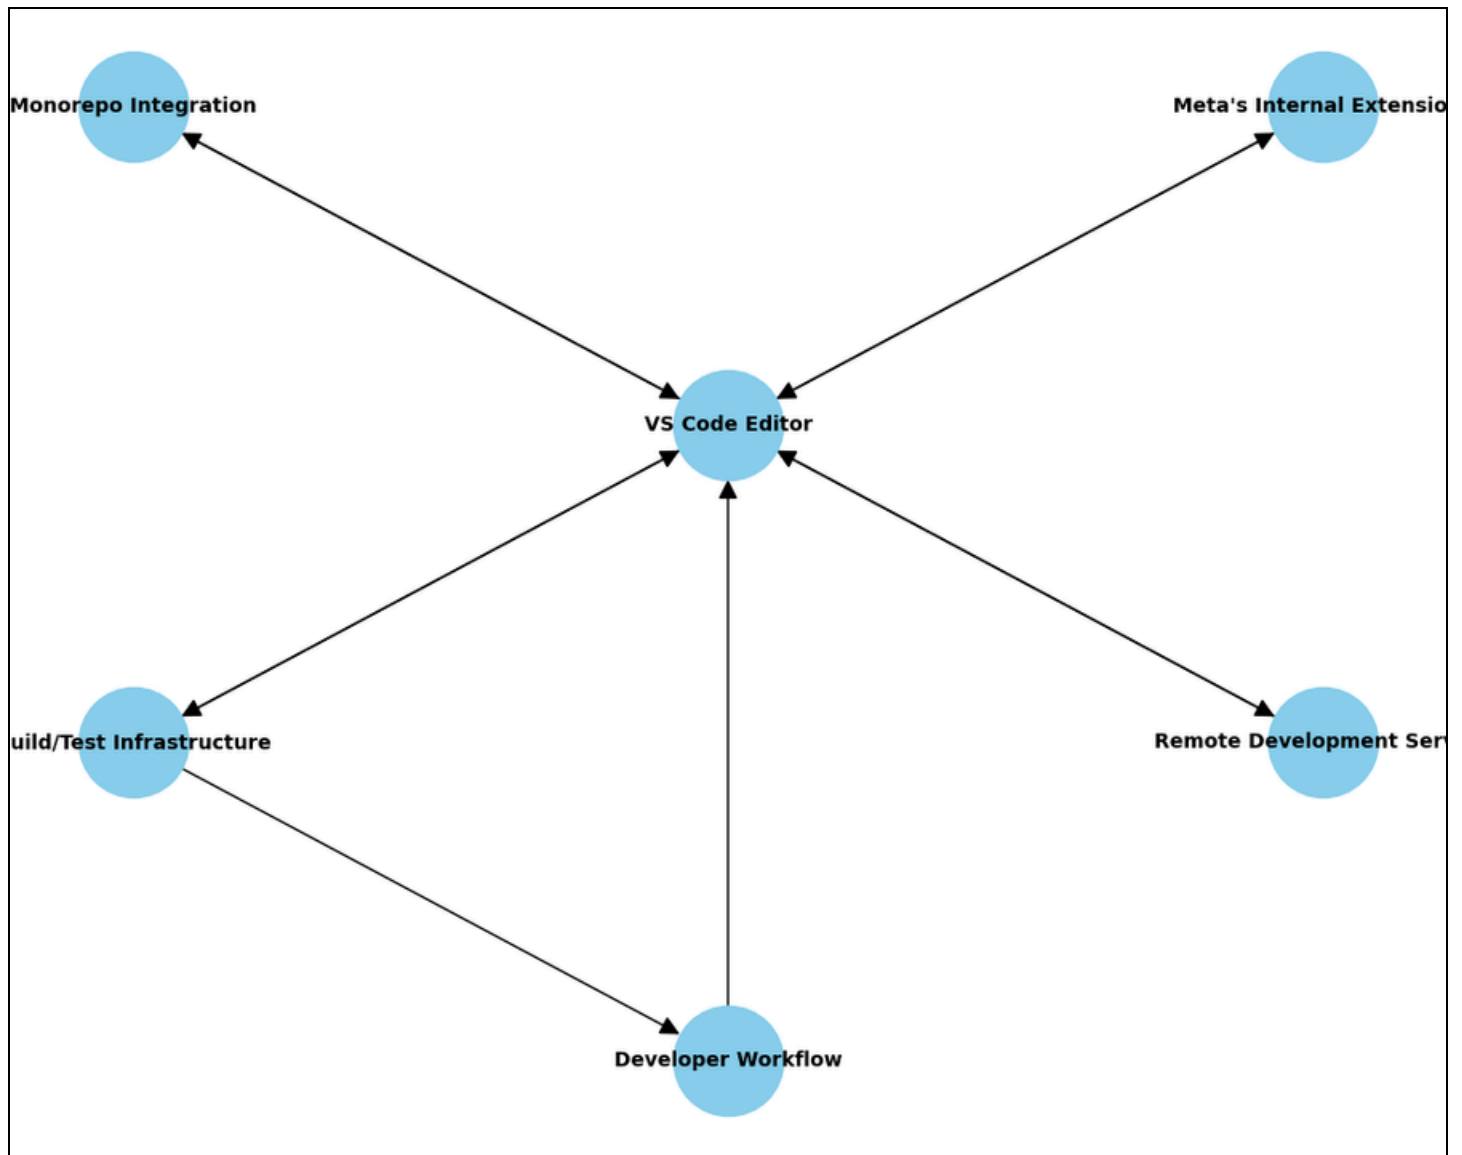 Monorepo Integration
Meta's Internal Extensio
VS Code Editor
uild/Test Infrastructure
Remote Development Ser
Developer Workflow